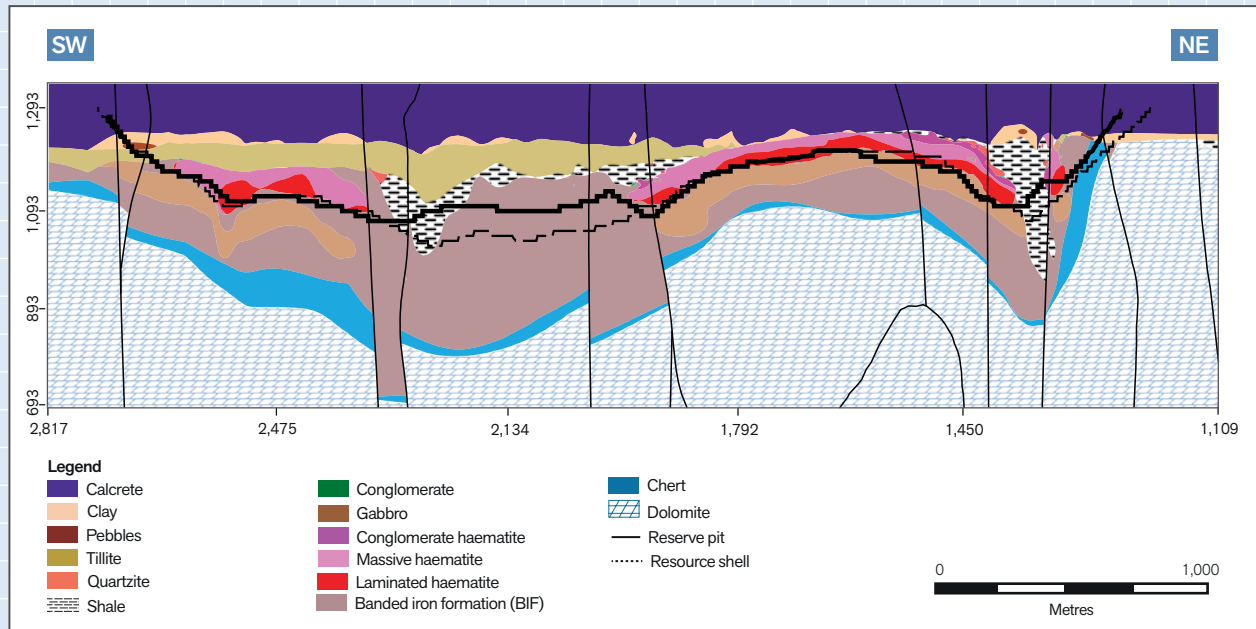 SW
NE
1,293
1,093
893
693
2,817
2,475
2,134
1,792
1,450
1,109
Legend
Calcrete
Clay
Pebbles
Tillite
Quartzite
Shale
Conglomerate
Gabbro
Conglomerate haematite
Massive haematite
Laminated haematite
Banded iron formation (BIF)
Chert
Dolomite
Reserve pit
Resource shell
0 1,000
Metres